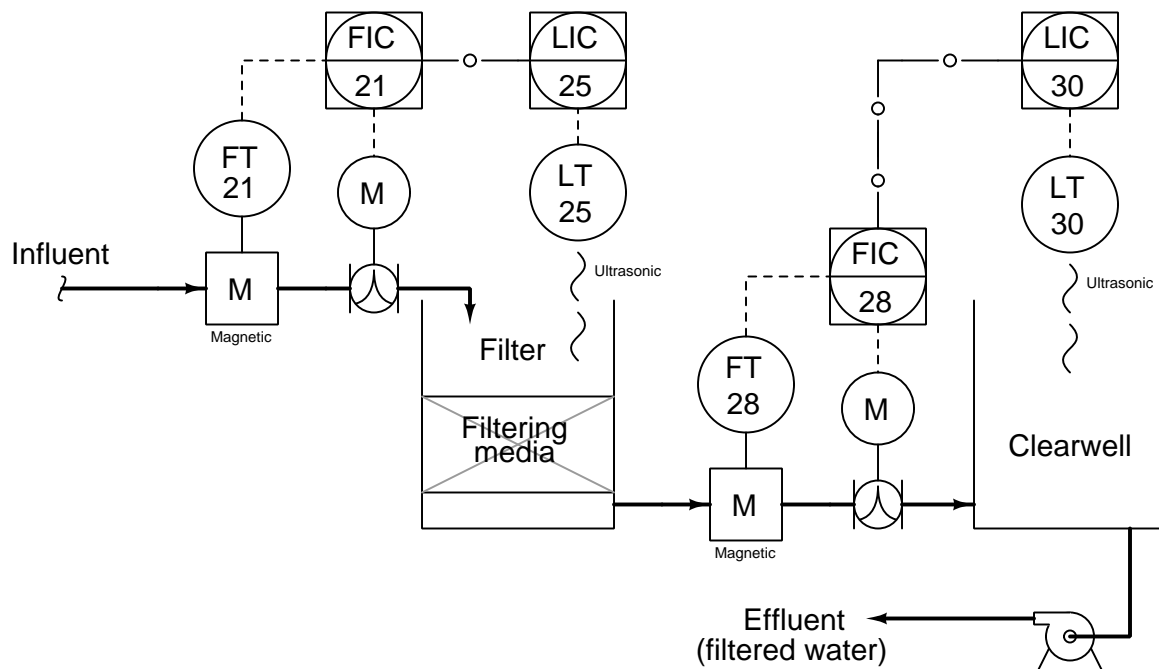 FIC
21
LIC
25
LIC
30
FT
21
M
LT
25
LT
30
Influent
M
Magnetic
Ultrasonic
FIC
28
Ultrasonic
Filter
FT
28
M
Filtering
media
Clearwell
M
Magnetic
Effluent
(filtered water)